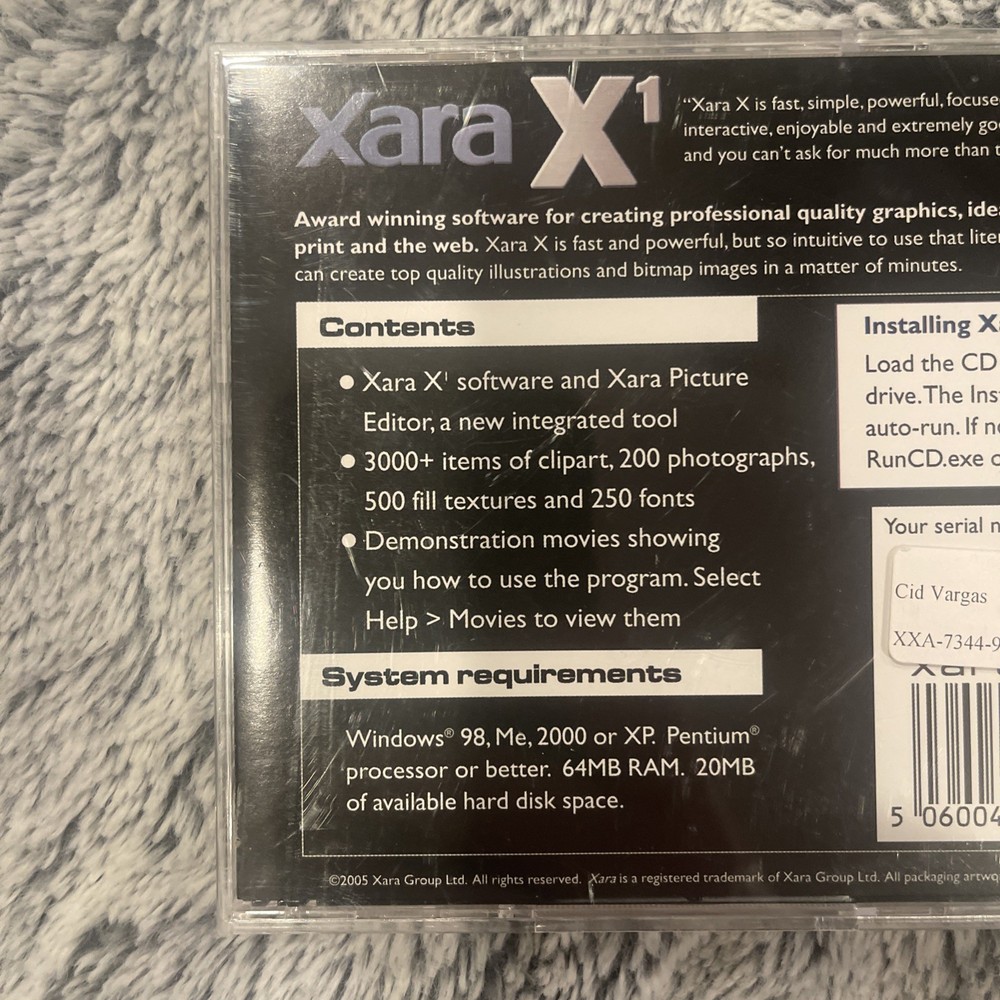 xara X¹
"Xara X is fast, simple, powerful, focuse
interactive, enjoyable and extremely go
and you can't ask for much more than t
Award winning software for creating professional quality graphics, ide
print and the web. Xara X is fast and powerful, but so intuitive to use that liter
can create top quality illustrations and bitmap images in a matter of minutes.
Contents
● Xara X¹ software and Xara Picture
Editor, a new integrated tool
● 3000+ items of clipart, 200 photographs,
500 fill textures and 250 fonts
● Demonstration movies showing
you how to use the program. Select
Help > Movies to view them
System requirements
Windows® 98, Me, 2000 or XP. Pentium®
processor or better. 64MB RAM. 20MB
of available hard disk space.
Installing Xa
Load the CD
drive. The Ins
auto-run. If no
RunCD.exe o
Your serial n
Cid Vargas
XXA-7344-9
5 06004
©2005 Xara Group Ltd. All rights reserved. Xara is a registered trademark of Xara Group Ltd. All packaging artwo